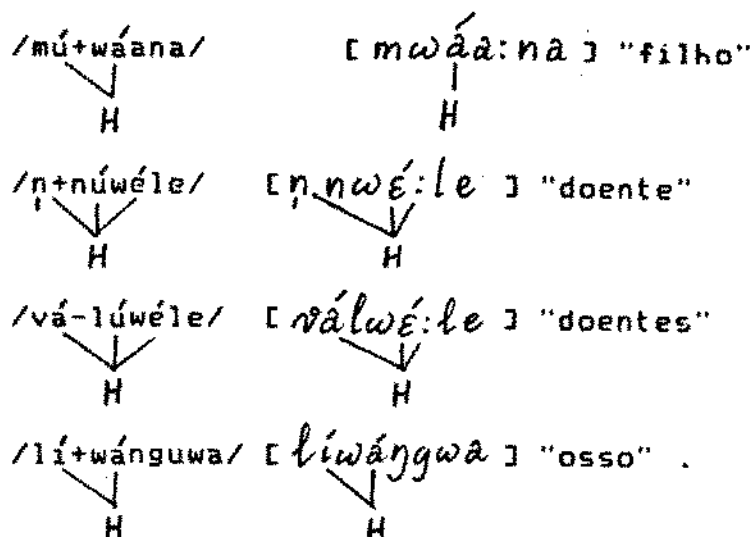 /mú+wáana/ [ mwáa:na ] "filho"
H H
/n̩+núwéle/ [ n̩nwɛ́:le ] "doente"
H H
/vá-lúwéle/ [ válwɛ́:le ] "doentes"
H H
/lí+wánguwa/ [ líwáŋgwa ] "osso" .
H H